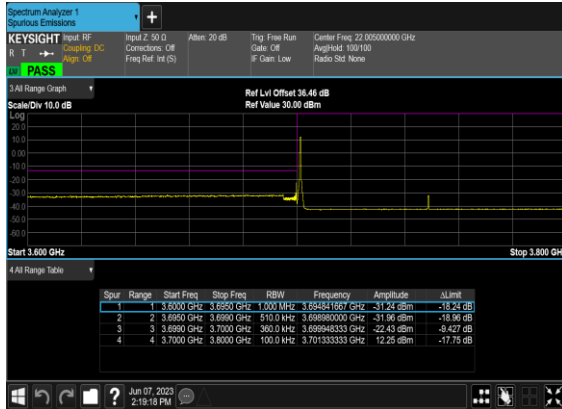 Spectrum Analyzer 1
Spurious Emissions
+
KEYSIGHT Input: RF Input Z: 50 Ω Atten: 20 dB Trig: Free Run Center Freq: 22.005000000 GHz
R T Coupling: DC Corrections: Off Gate: Off Avg|Hold: 100/100
Align: Off Freq Ref: Int (S) IF Gain: Low Radio Std: None
PASS
3 All Range Graph
Ref Lvl Offset 36.46 dB
Scale/Div 10.0 dB Ref Value 30.00 dBm
Log
20.0
10.0
0.00
-10.0
-20.0
-30.0
-40.0
-50.0
-60.0
Start 3.600 GHz Stop 3.800 GH
4 All Range Table
Spur Range Start Freq Stop Freq RBW Frequency Amplitude ΔLimit
1 1 3.6000 GHz 3.6950 GHz 1.000 MHz 3.694841667 GHz -31.24 dBm -18.24 dB
2 2 3.6950 GHz 3.6990 GHz 510.0 kHz 3.698980000 GHz -31.96 dBm -18.96 dB
3 3 3.6990 GHz 3.7000 GHz 360.0 kHz 3.699948333 GHz -22.43 dBm -9.427 dB
4 4 3.7000 GHz 3.8000 GHz 100.0 kHz 3.701333333 GHz 12.25 dBm -17.75 dB
? Jun 07, 2023
2:19:18 PM